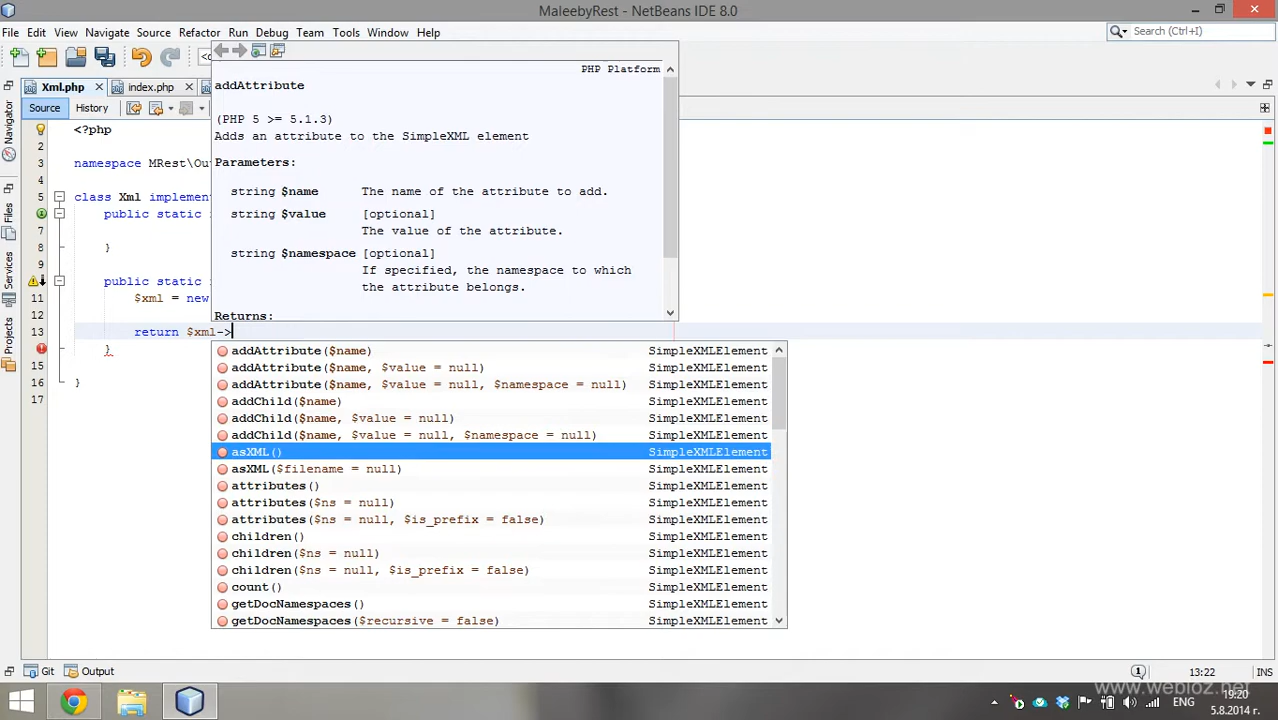 MaleebyRest - NetBeans IDE 8.0
File Edit View Navigate Source Refactor Run Debug Team Tools Window Help
Search (Ctrl+I)
Xml.php index.php
Source History
PHP Platform
addAttribute
(PHP 5 >= 5.1.3)
Adds an attribute to the SimpleXML element
Parameters:
string $name The name of the attribute to add.
string $value [optional]
The value of the attribute.
string $namespace [optional]
If specified, the namespace to which
the attribute belongs.
Returns:
Navigator
Files
Services
Projects
<?php
2
3 namespace MRest\Ou
5 class Xml implement
public static
7
8 }
public static
11 $xml = new
12
13 return $xml->
}
15
16 }
17
addAttribute($name) SimpleXMLElement
addAttribute($name, $value = null) SimpleXMLElement
addAttribute($name, $value = null, $namespace = null) SimpleXMLElement
addChild($name) SimpleXMLElement
addChild($name, $value = null) SimpleXMLElement
addChild($name, $value = null, $namespace = null) SimpleXMLElement
asXML() SimpleXMLElement
asXML($filename = null) SimpleXMLElement
attributes() SimpleXMLElement
attributes($ns = null) SimpleXMLElement
attributes($ns = null, $is_prefix = false) SimpleXMLElement
children() SimpleXMLElement
children($ns = null) SimpleXMLElement
children($ns = null, $is_prefix = false) SimpleXMLElement
count() SimpleXMLElement
getDocNamespaces() SimpleXMLElement
getDocNamespaces($recursive = false) SimpleXMLElement
Git Output
1 13:22 INS
www.webloz.net
ENG 19:20
5.8.2014 г.